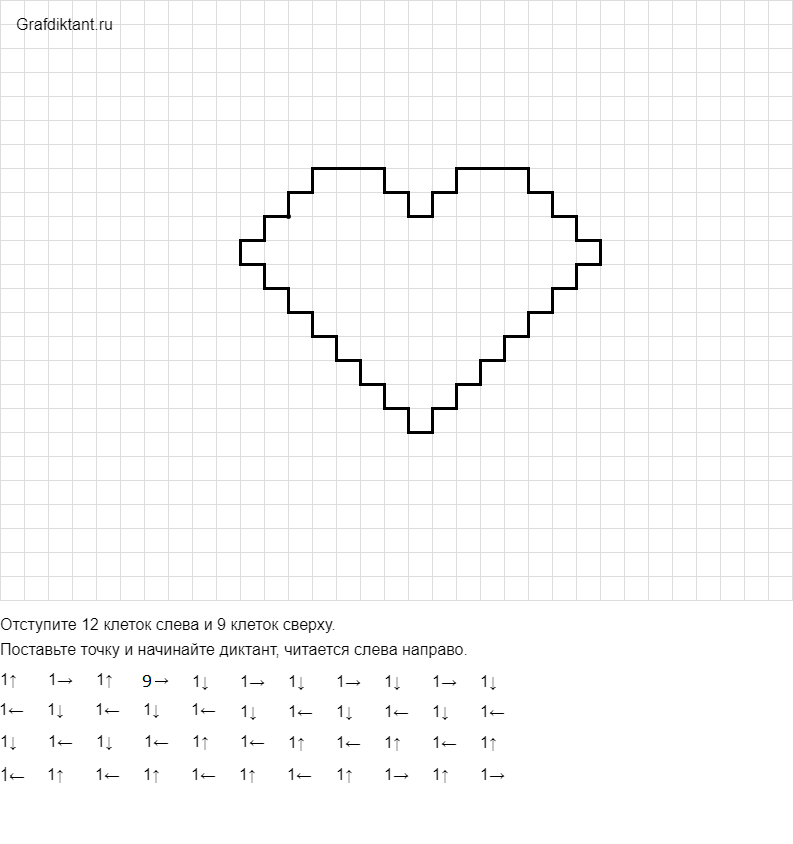 Grafdiktant.ru
Отступите 12 клеток слева и 9 клеток сверху.
Поставьте точку и начинайте диктант, читается слева направо.
1↑ 1→ 1↑ 9→ 1↓ 1→ 1↓ 1→ 1↓ 1→ 1↓
1← 1↓ 1← 1↓ 1← 1↓ 1← 1↓ 1← 1↓ 1←
1↓ 1← 1↓ 1← 1↑ 1← 1↑ 1← 1↑ 1← 1↑
1← 1↑ 1← 1↑ 1← 1↑ 1← 1↑ 1→ 1↑ 1→